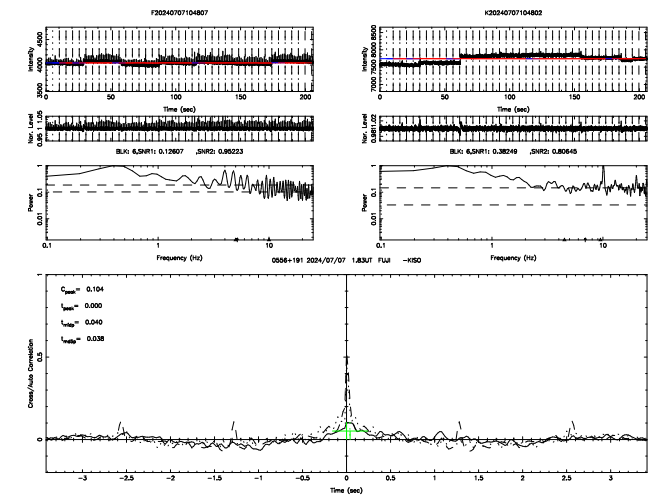 F20240707104807 K20240707104802
4500
4000
3500
Intensity
0 50 100 150 200
Time (sec)
8500
8000
7500
7000
Intensity
0 50 100 150 200
Time (sec)
1.05
1
0.95
Nor. Level
1.02
1
0.98
Nor. Level
BLK: 6,SNR1: 0.12607 ,SNR2: 0.95223
BLK: 6,SNR1: 0.38249 ,SNR2: 0.80645
1
0.1
0.01
Power
0.1 1 10
Frequency (Hz)
1
0.1
0.01
Power
0.1 1 10
Frequency (Hz)
0556+191 2024/07/07 1.83UT FUJI -KISO
1
0.5
0
Cross/Auto Correlation
Cpeak= 0.104
tpeak= 0.000
tmidp= 0.040
tmdSp= 0.038
-3 -2.5 -2 -1.5 -1 -0.5 0 0.5 1 1.5 2 2.5 3
Time (sec)